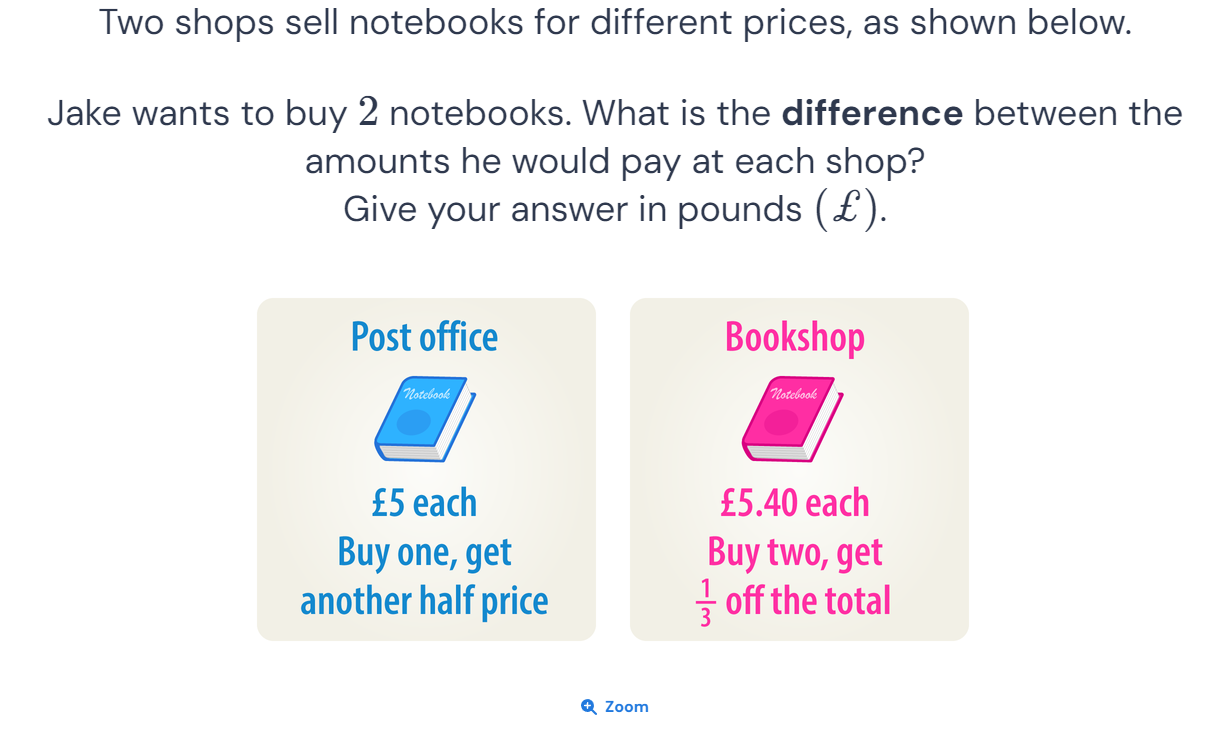 Two shops sell notebooks for different prices, as shown below.
Jake wants to buy 2 notebooks. What is the difference between the
amounts he would pay at each shop?
Give your answer in pounds (£).
Post office
Notebook
£5 each
Buy one, get
another half price
Bookshop
Notebook
£5.40 each
Buy two, get
1/3 off the total
Zoom